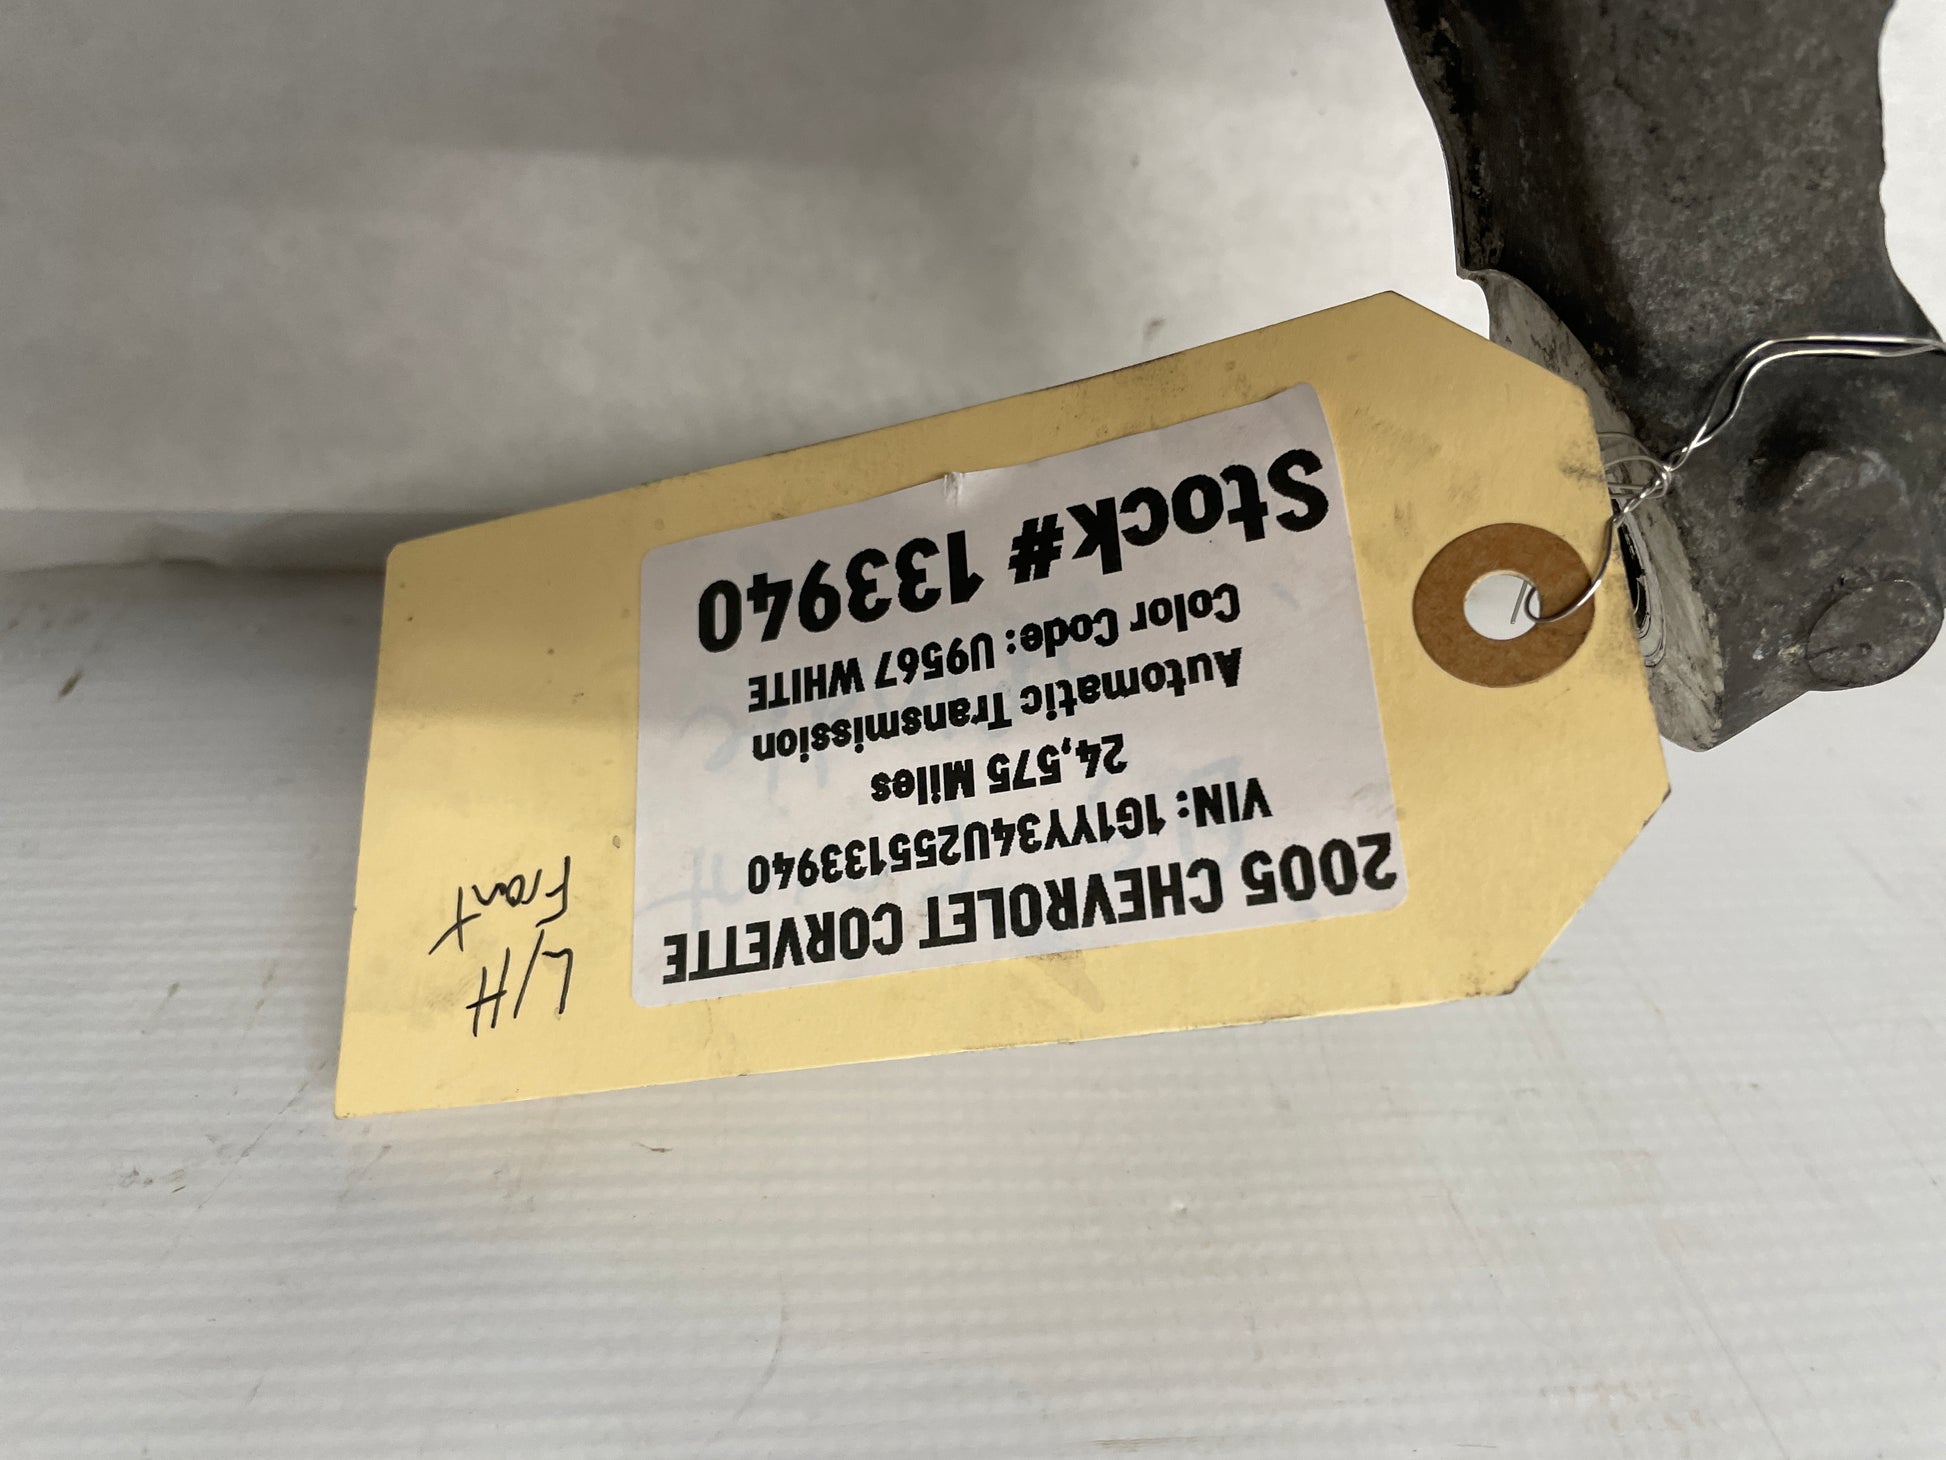 2005 CHEVROLET CORVETTE
VIN: 1G1YY34U255133940
24,575 Miles
Automatic Transmission
Color Code: U9567 WHITE
Stock# 133940
L/H
Front